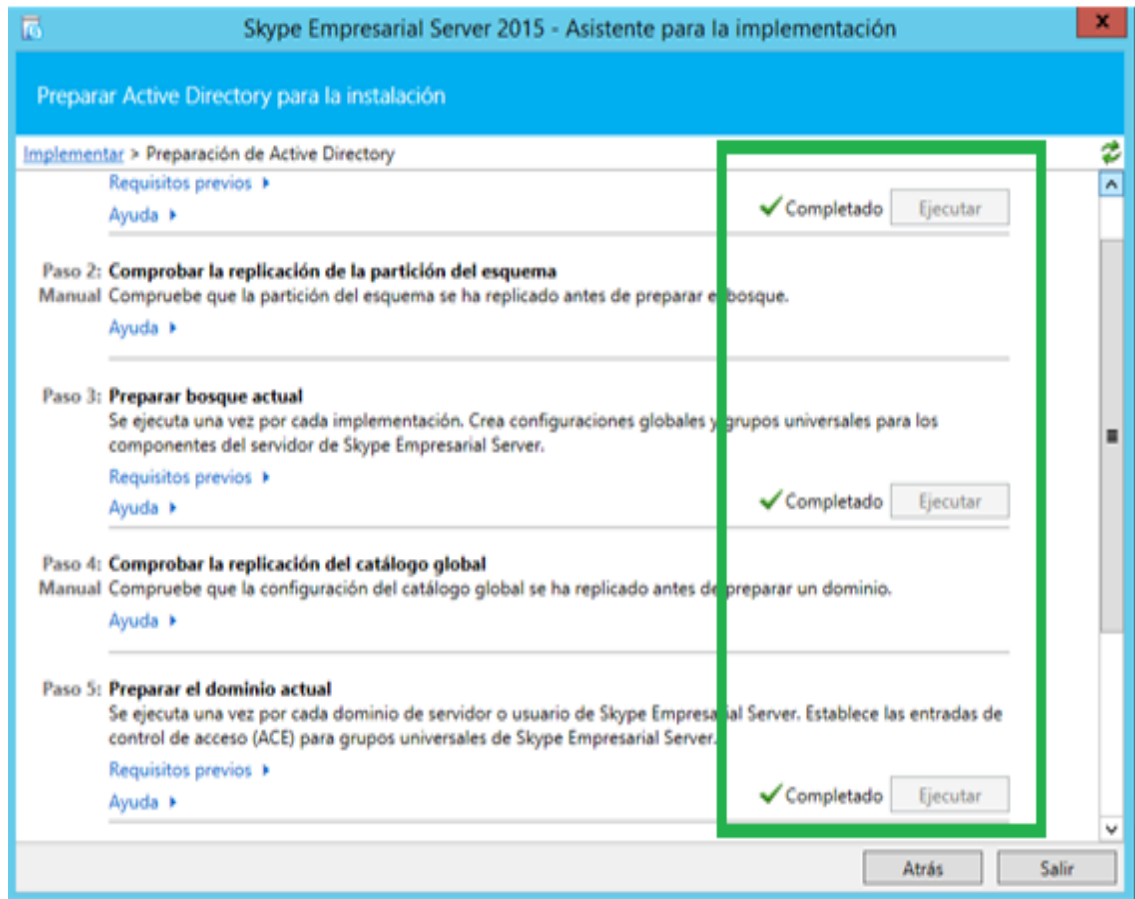 Skype Empresarial Server 2015 - Asistente para la implementación
x
Preparar Active Directory para la instalación
Implementar > Preparación de Active Directory
Requisitos previos
Ayuda
Completado Ejecutar
Paso 2: Comprobar la replicación de la partición del esquema
Manual Compruebe que la partición del esquema se ha replicado antes de preparar el bosque.
Ayuda
Paso 3: Preparar bosque actual
Se ejecuta una vez por cada implementación. Crea configuraciones globales y grupos universales para los
componentes del servidor de Skype Empresarial Server.
Requisitos previos
Ayuda
Completado Ejecutar
Paso 4: Comprobar la replicación del catálogo global
Manual Compruebe que la configuración del catálogo global se ha replicado antes de preparar un dominio.
Ayuda
Paso 5: Preparar el dominio actual
Se ejecuta una vez por cada dominio de servidor o usuario de Skype Empresarial Server. Establece las entradas de
control de acceso (ACE) para grupos universales de Skype Empresarial Server.
Requisitos previos
Ayuda
Completado Ejecutar
Atrás Salir